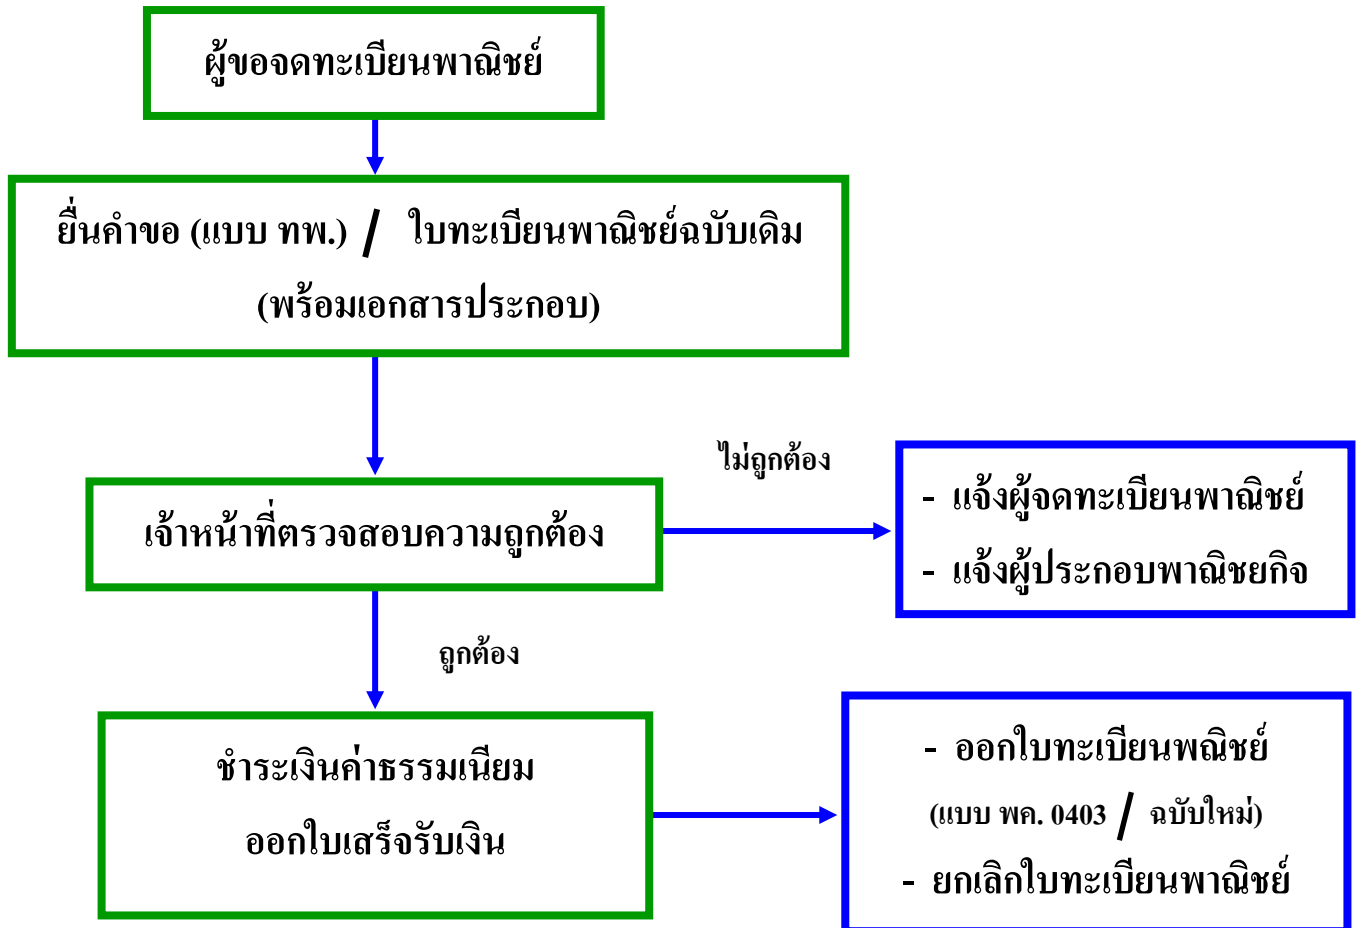 ผู้ขอจดทะเบียนพาณิชย์
ยื่นคำขอ (แบบ ทพ.) / ใบทะเบียนพาณิชย์ฉบับเดิม
(พร้อมเอกสารประกอบ)
ไม่ถูกต้อง
เจ้าหน้าที่ตรวจสอบความถูกต้อง
- แจ้งผู้จดทะเบียนพาณิชย์
- แจ้งผู้ประกอบพาณิชยกิจ
ถูกต้อง
ชำระเงินค่าธรรมเนียม
ออกใบเสร็จรับเงิน
- ออกใบทะเบียนพณิชย์
(แบบ พค. 0403 / ฉบับใหม่)
- ยกเลิกใบทะเบียนพาณิชย์